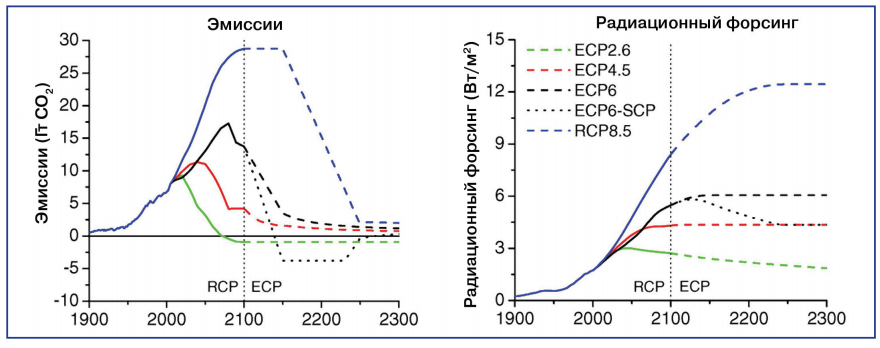 Эмиссии
Эмиссии (Гт CO₂)
30
25
20
15
10
5
0
-5
-10
RCP
ECP
1900
2000
2100
2200
2300
Радиационный форсинг
Радиационный форсинг (Вт/м²)
15
12
9
6
3
0
ECP2.6
ECP4.5
ECP6
ECP6-SCP
RCP8.5
RCP
ECP
1900
2000
2100
2200
2300